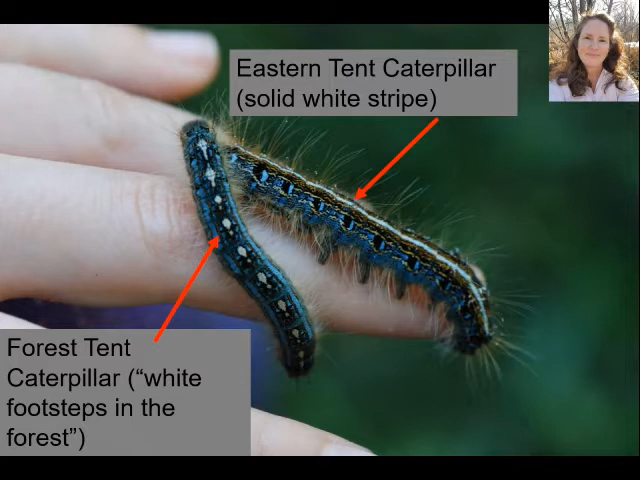 Eastern Tent Caterpillar
(solid white stripe)
Forest Tent
Caterpillar (“white
footsteps in the
forest”)